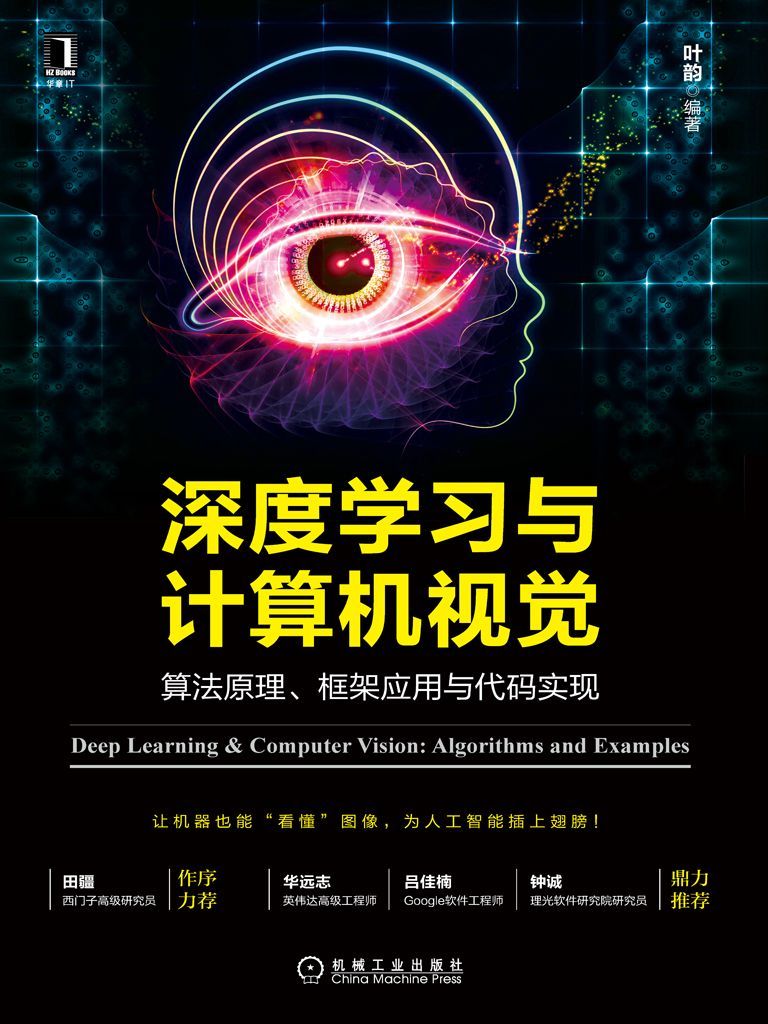 HZ Books
华章IT
叶韵◎编著
深度学习与
计算机视觉
算法原理、框架应用与代码实现
Deep Learning & Computer Vision: Algorithms and Examples
让机器也能“看懂”图像，为人工智能插上翅膀！
田疆
西门子高级研究员
作序
力荐
华远志
英伟达高级工程师
吕佳楠
Google软件工程师
钟诚
理光软件研究院研究员
鼎力
推荐
机械工业出版社
China Machine Press